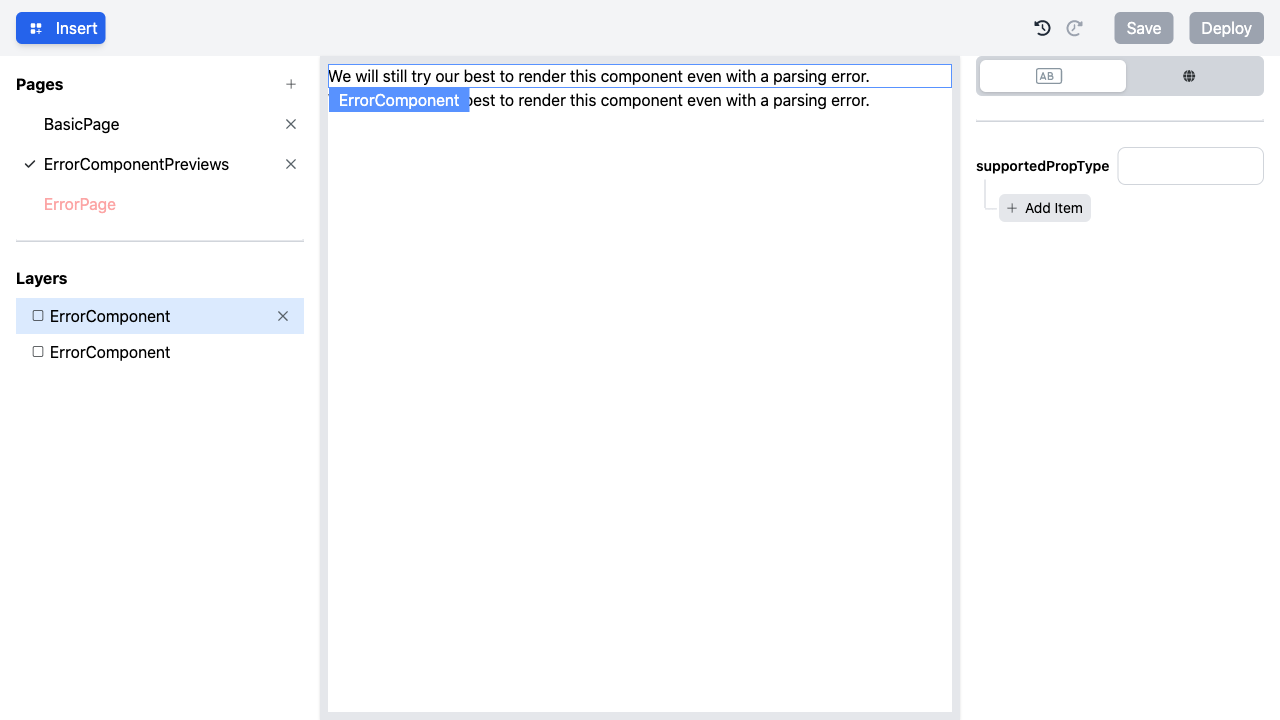 Insert
Save
Deploy
Pages
BasicPage
ErrorComponentPreviews
ErrorPage
Layers
ErrorComponent
ErrorComponent
We will still try our best to render this component even with a parsing error.
ErrorComponent best to render this component even with a parsing error.
AB
supportedPropType
Add Item